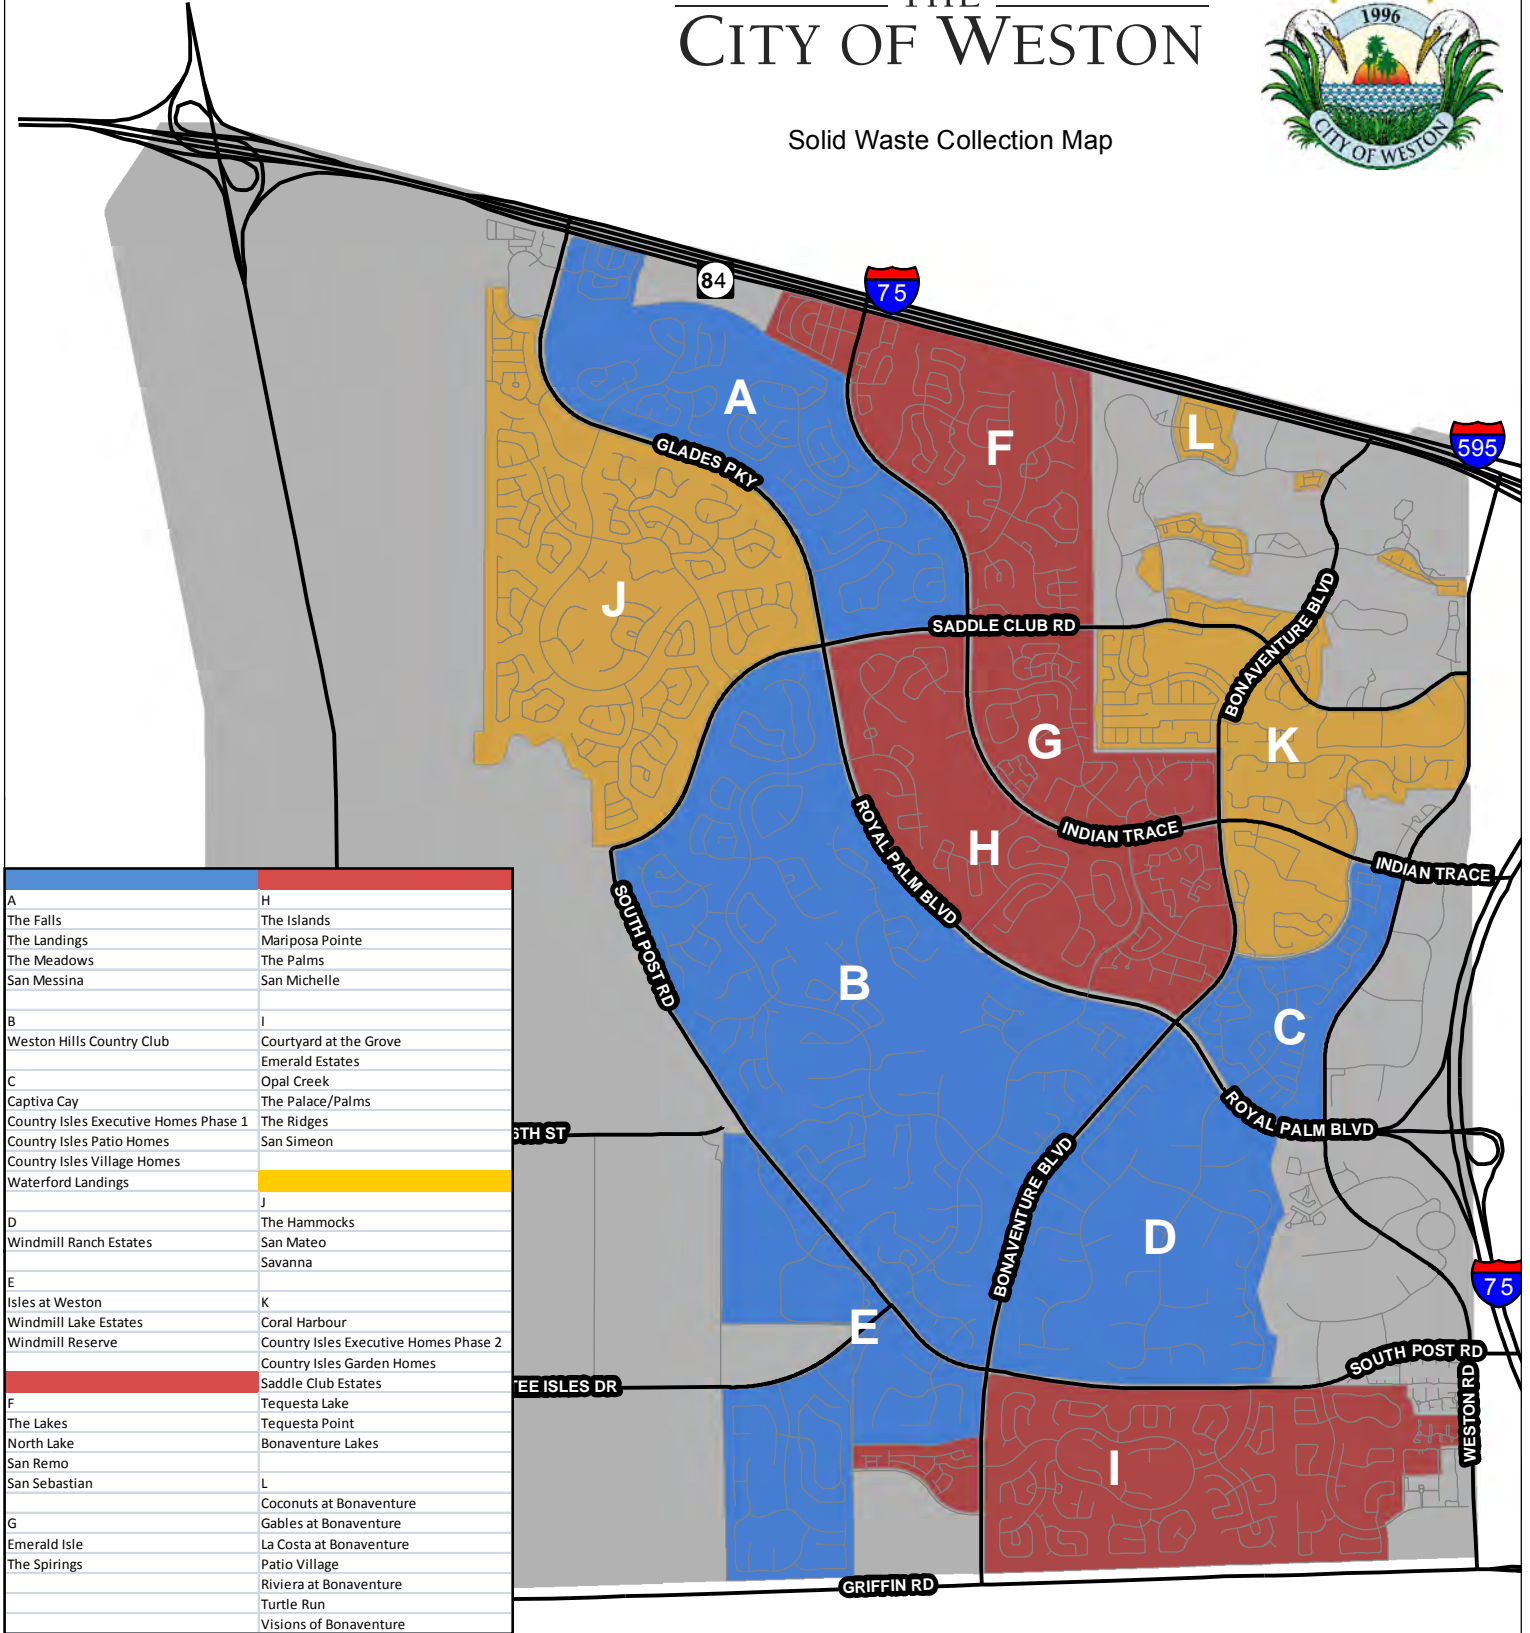 THE
CITY OF WESTON
1996
CITY OF WESTON
Solid Waste Collection Map
84
75
595
A
F
L
GLADES PKY
J
SADDLE CLUB RD
BONAVENTURE BLVD
G
K
ROYAL PALM BLVD
H
INDIAN TRACE
INDIAN TRACE
SOUTH POST RD
B
C
ROYAL PALM BLVD
TH ST
BONAVENTURE BLVD
D
75
E
SOUTH POST RD
TEE ISLES DR
WESTON RD
I
GRIFFIN RD
A
The Falls
The Landings
The Meadows
San Messina
B
Weston Hills Country Club
C
Captiva Cay
Country Isles Executive Homes Phase 1
Country Isles Patio Homes
Country Isles Village Homes
Waterford Landings
D
Windmill Ranch Estates
E
Isles at Weston
Windmill Lake Estates
Windmill Reserve
F
The Lakes
North Lake
San Remo
San Sebastian
G
Emerald Isle
The Spirings
H
The Islands
Mariposa Pointe
The Palms
San Michelle
I
Courtyard at the Grove
Emerald Estates
Opal Creek
The Palace/Palms
The Ridges
San Simeon
J
The Hammocks
San Mateo
Savanna
K
Coral Harbour
Country Isles Executive Homes Phase 2
Country Isles Garden Homes
Saddle Club Estates
Tequesta Lake
Tequesta Point
Bonaventure Lakes
L
Coconuts at Bonaventure
Gables at Bonaventure
La Costa at Bonaventure
Patio Village
Riviera at Bonaventure
Turtle Run
Visions of Bonaventure